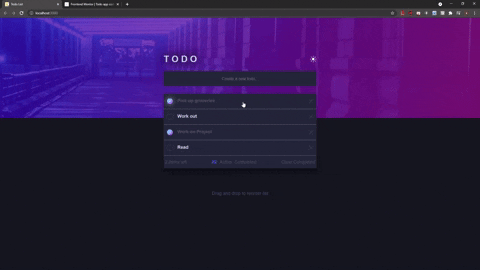 Todo List
Frontend Mentor | Todo app
localhost:3000
TODO
Create a new todo..
Pick up groceries
Work out
Work on Project
Read
items left
All
Active
Completed
Clear Completed
Drag and drop to reorder list